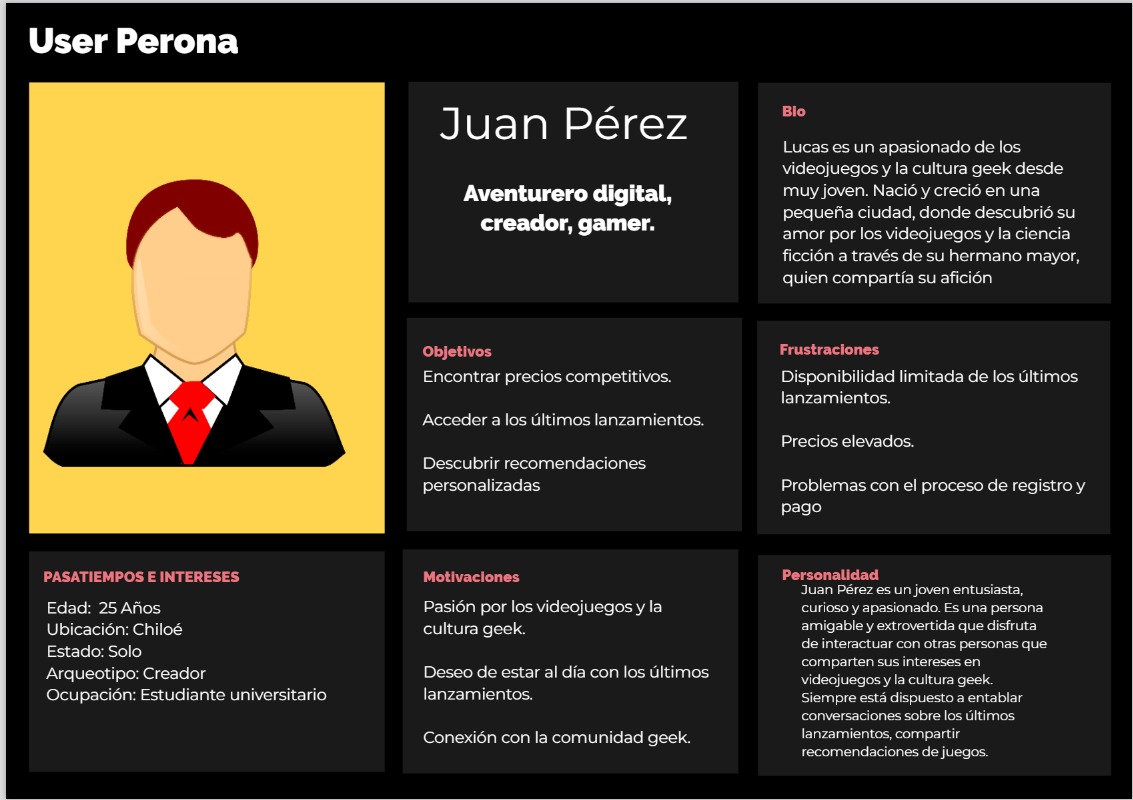 User Perona
Juan Pérez
Aventurero digital,
creador, gamer.
Bio
Lucas es un apasionado de los
videojuegos y la cultura geek desde
muy joven. Nació y creció en una
pequeña ciudad, donde descubrió su
amor por los videojuegos y la ciencia
ficción a través de su hermano mayor,
quien compartía su afición
Objetivos
Encontrar precios competitivos.
Acceder a los últimos lanzamientos.
Descubrir recomendaciones
personalizadas
Frustraciones
Disponibilidad limitada de los últimos
lanzamientos.
Precios elevados.
Problemas con el proceso de registro y
pago
PASATIEMPOS E INTERESES
Edad: 25 Años
Ubicación: Chiloé
Estado: Solo
Arqueotipo: Creador
Ocupación: Estudiante universitario
Motivaciones
Pasión por los videojuegos y la
cultura geek.
Deseo de estar al día con los últimos
lanzamientos.
Conexión con la comunidad geek.
Personalidad
Juan Pérez es un joven entusiasta,
curioso y apasionado. Es una persona
amigable y extrovertida que disfruta
de interactuar con otras personas que
comparten sus intereses en
videojuegos y la cultura geek.
Siempre está dispuesto a entablar
conversaciones sobre los últimos
lanzamientos, compartir
recomendaciones de juegos.